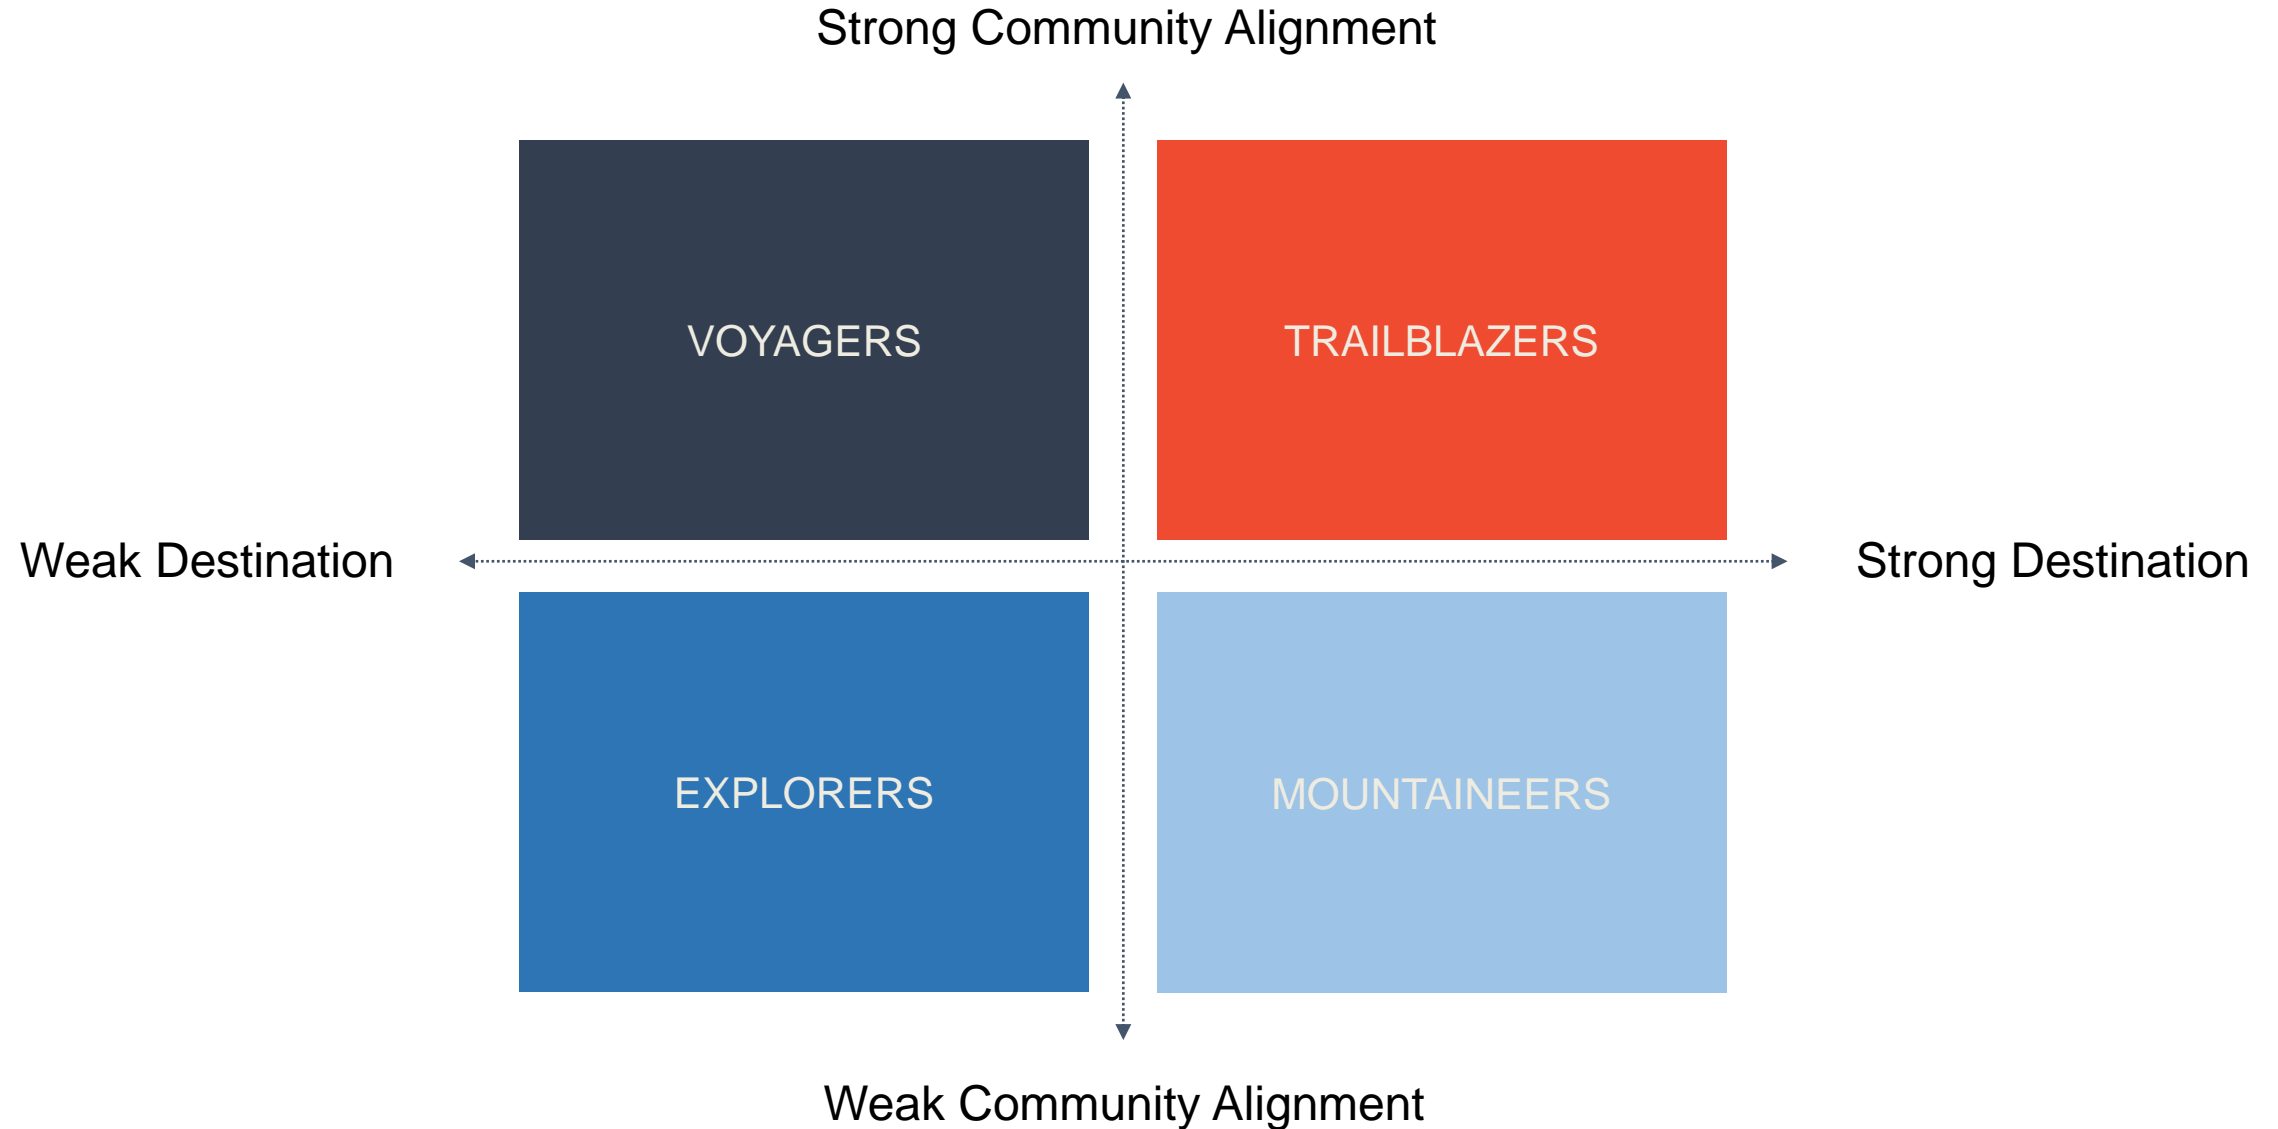 Strong Community Alignment
VOYAGERS
TRAILBLAZERS
Weak Destination
Strong Destination
EXPLORERS
MOUNTAINEERS
Weak Community Alignment